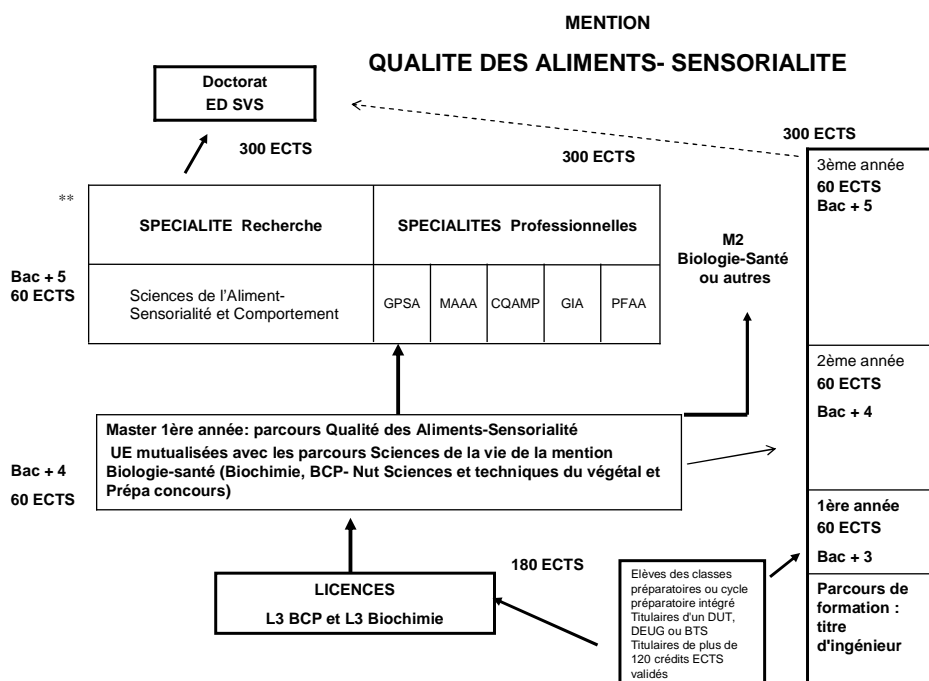 MENTION
QUALITE DES ALIMENTS- SENSORIALITE
Doctorat
ED SVS
300 ECTS
300 ECTS
300 ECTS
**
SPECIALITE Recherche
SPECIALITES Professionnelles
Bac + 5
60 ECTS
Sciences de l'Aliment-
Sensorialité et Comportement
GPSA
MAAA
CQAMP
GIA
PFAA
M2
Biologie-Santé
ou autres
3ème année
60 ECTS
Bac + 5
2ème année
60 ECTS
Bac + 4
Master 1ère année: parcours Qualité des Aliments-Sensorialité
UE mutualisées avec les parcours Sciences de la vie de la mention
Biologie-santé (Biochimie, BCP- Nut Sciences et techniques du végétal et
Prépa concours)
Bac + 4
60 ECTS
1ère année
60 ECTS
Bac + 3
180 ECTS
LICENCES
L3 BCP et L3 Biochimie
Elèves des classes
préparatoires ou cycle
préparatoire intégré
Titulaires d'un DUT,
DEUG ou BTS
Titulaires de plus de
120 crédits ECTS
validés
Parcours de
formation :
titre
d'ingénieur